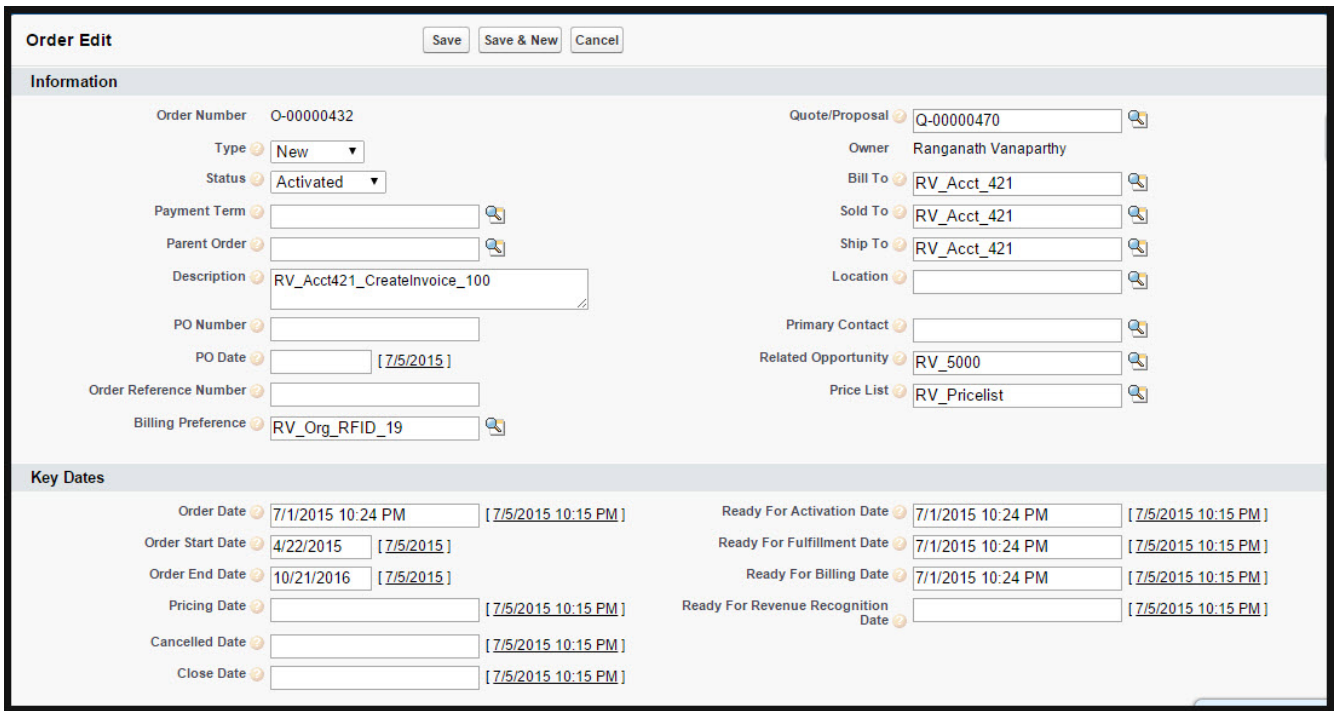 Order Edit Save Save & New Cancel
Information
Order Number O-00000432 Quote/Proposal Q-00000470
Type New Owner Ranganath Vanaparthy
Status Activated Bill To RV_Acct_421
Payment Term Sold To RV_Acct_421
Parent Order Ship To RV_Acct_421
Description RV_Acct421_CreateInvoice_100 Location
PO Number Primary Contact
PO Date [ 7/5/2015 ] Related Opportunity RV_5000
Order Reference Number Price List RV_Pricelist
Billing Preference RV_Org_RFID_19
Key Dates
Order Date 7/1/2015 10:24 PM [ 7/5/2015 10:15 PM ] Ready For Activation Date 7/1/2015 10:24 PM [ 7/5/2015 10:15 PM ]
Order Start Date 4/22/2015 [ 7/5/2015 ] Ready For Fulfillment Date 7/1/2015 10:24 PM [ 7/5/2015 10:15 PM ]
Order End Date 10/21/2016 [ 7/5/2015 ] Ready For Billing Date 7/1/2015 10:24 PM [ 7/5/2015 10:15 PM ]
Pricing Date [ 7/5/2015 10:15 PM ] Ready For Revenue Recognition
Date [ 7/5/2015 10:15 PM ]
Cancelled Date [ 7/5/2015 10:15 PM ]
Close Date [ 7/5/2015 10:15 PM ]